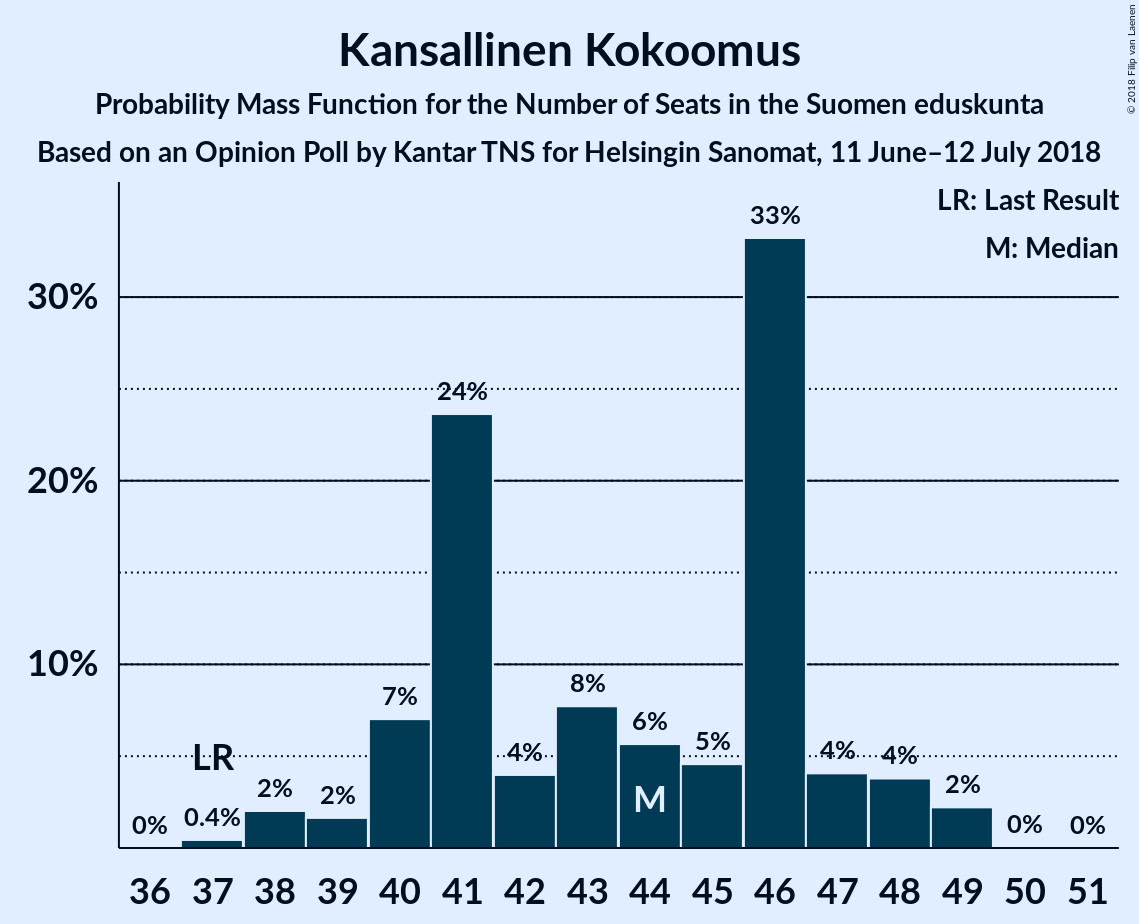 Kansallinen Kokoomus
Probability Mass Function for the Number of Seats in the Suomen eduskunta
Based on an Opinion Poll by Kantar TNS for Helsingin Sanomat, 11 June–12 July 2018
© 2018 Filip van Laenen
LR: Last Result
M: Median
33%
30%
24%
20%
10%
8%
7%
6%
5%
4%
4%
4%
LR
2%
2%
2%
M
0.4%
0%
0%
0%
36 37 38 39 40 41 42 43 44 45 46 47 48 49 50 51